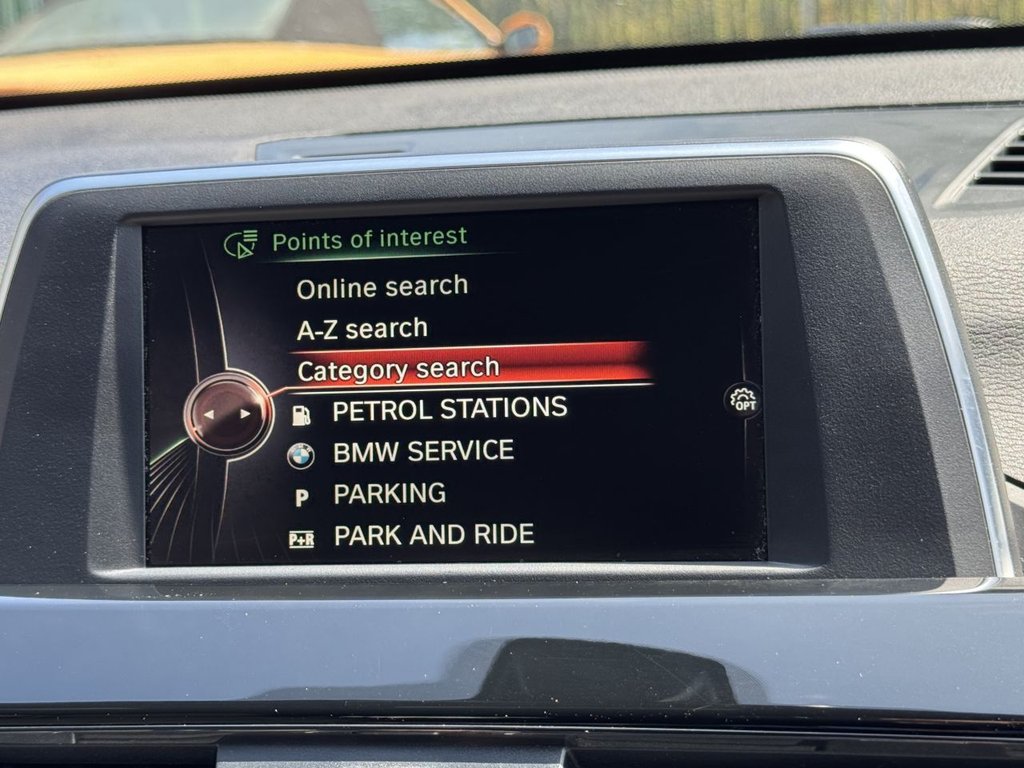 Points of interest
Online search
A-Z search
Category search
PETROL STATIONS
OPT
BMW SERVICE
P PARKING
P+R PARK AND RIDE